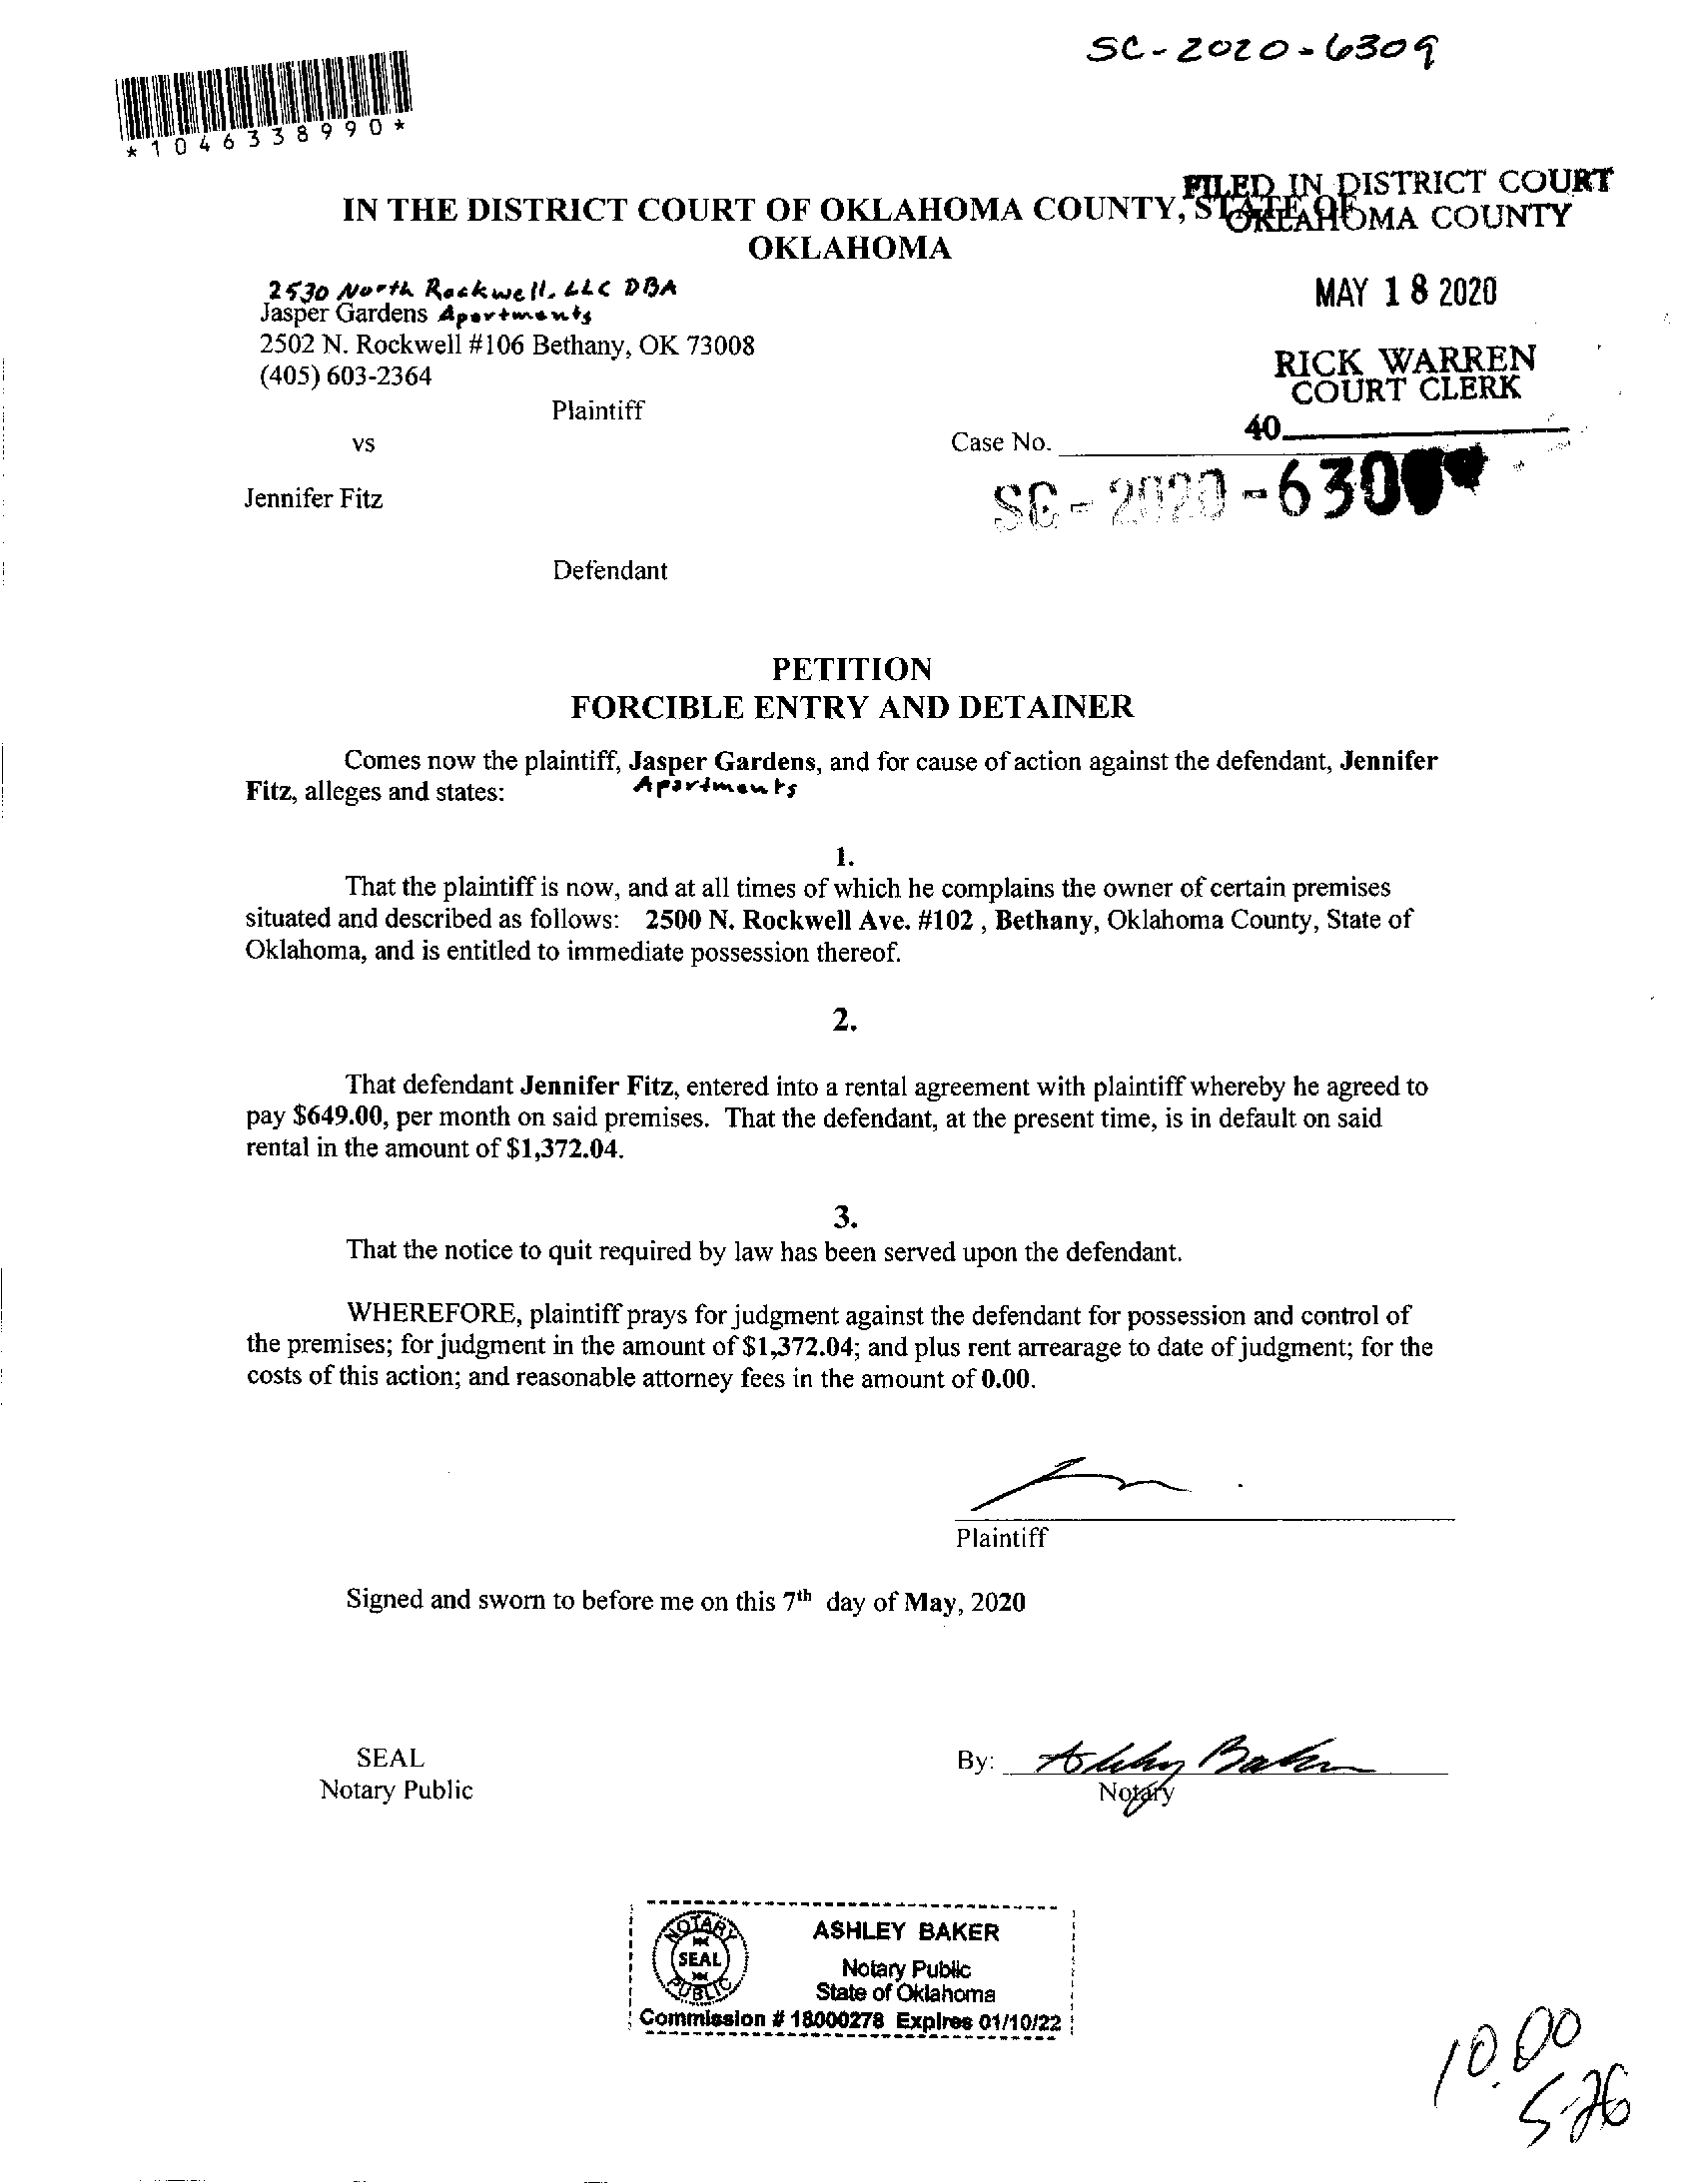 SC-2020-6309
*1046338990*
FILED IN DISTRICT COURT
OKLAHOMA COUNTY
IN THE DISTRICT COURT OF OKLAHOMA COUNTY, STATE OF
OKLAHOMA
2530 North Rockwell, LLC DBA
Jasper Gardens Apartments
2502 N. Rockwell #106 Bethany, OK 73008
(405) 603-2364
MAY 18 2020
RICK WARREN
COURT CLERK
40
Plaintiff
vs
Case No.
SC-2020-630
Jennifer Fitz
Defendant
PETITION
FORCIBLE ENTRY AND DETAINER
Comes now the plaintiff, Jasper Gardens, and for cause of action against the defendant, Jennifer
Fitz, alleges and states: Apartments
1.
That the plaintiff is now, and at all times of which he complains the owner of certain premises
situated and described as follows: 2500 N. Rockwell Ave. #102 , Bethany, Oklahoma County, State of
Oklahoma, and is entitled to immediate possession thereof.
2.
That defendant Jennifer Fitz, entered into a rental agreement with plaintiff whereby he agreed to
pay $649.00, per month on said premises. That the defendant, at the present time, is in default on said
rental in the amount of $1,372.04.
3.
That the notice to quit required by law has been served upon the defendant.
WHEREFORE, plaintiff prays for judgment against the defendant for possession and control of
the premises; for judgment in the amount of $1,372.04; and plus rent arrearage to date of judgment; for the
costs of this action; and reasonable attorney fees in the amount of 0.00.
Plaintiff
Signed and sworn to before me on this 7th day of May, 2020
SEAL
Notary Public
By: Ashley Baker
Notary
NOTARY
SEAL
PUBLIC
ASHLEY BAKER
Notary Public
State of Oklahoma
Commission # 18000278 Expires 01/10/22
10.00
5-26